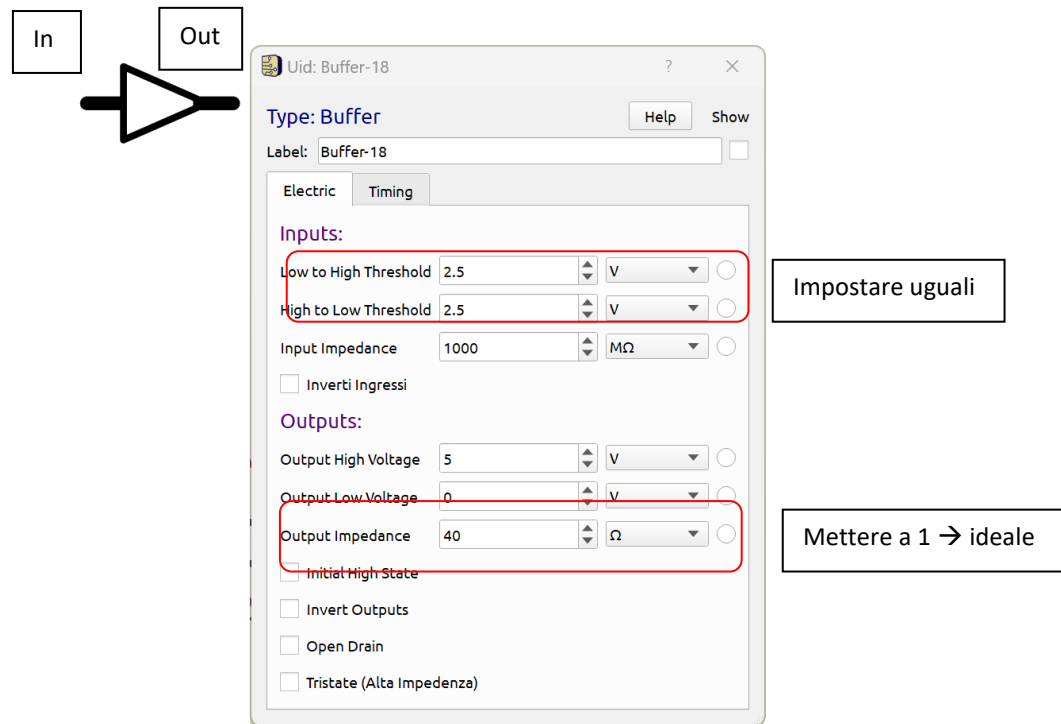 In
Out
Uid: Buffer-18 ?
Type: Buffer Help Show
Label: Buffer-18
Electric Timing
Inputs:
Low to High Threshold 2.5 V
High to Low Threshold 2.5 V
Impostare uguali
Input Impedance 1000 MΩ
Inverti Ingressi
Outputs:
Output High Voltage 5 V
Output Low Voltage 0 V
Output Impedance 40 Ω
Mettere a 1 → ideale
Initial High State
Invert Outputs
Open Drain
Tristate (Alta Impedenza)